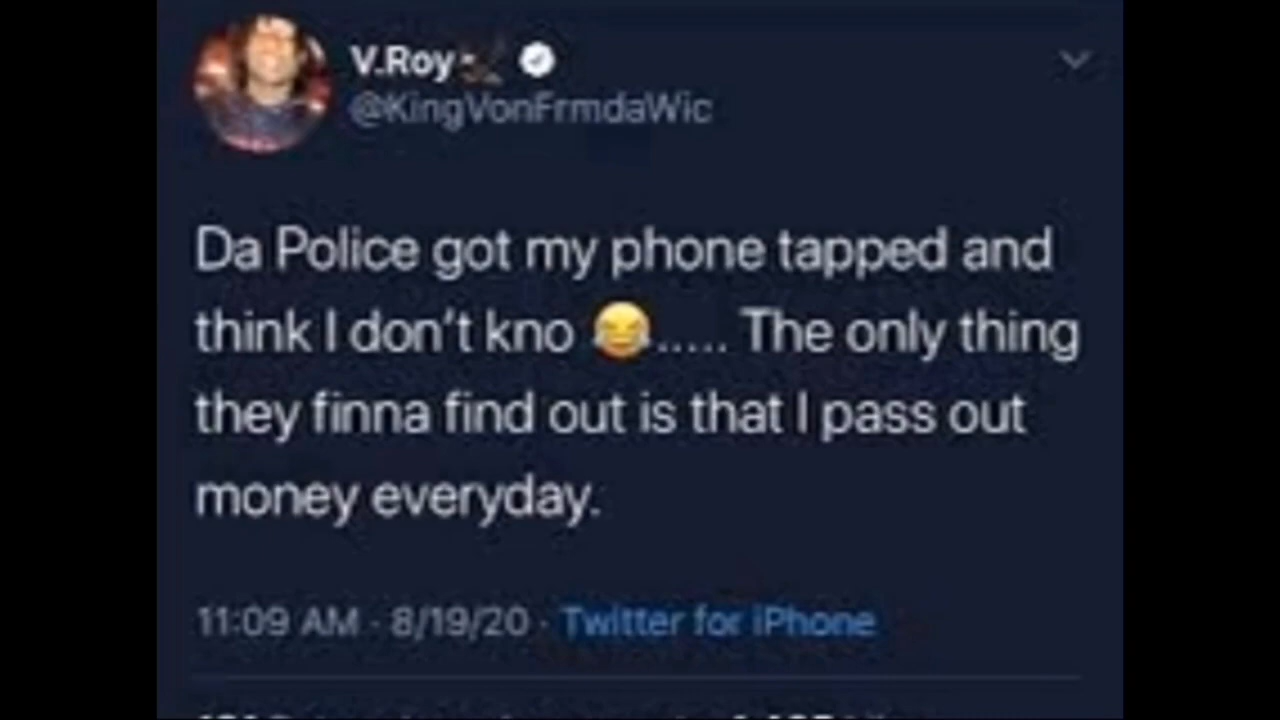 V.Roy
@KingVonFrmdaWic
Da Police got my phone tapped and
think I don't kno 😂..... The only thing
they finna find out is that I pass out
money everyday.
11:09 AM · 8/19/20 · Twitter for iPhone